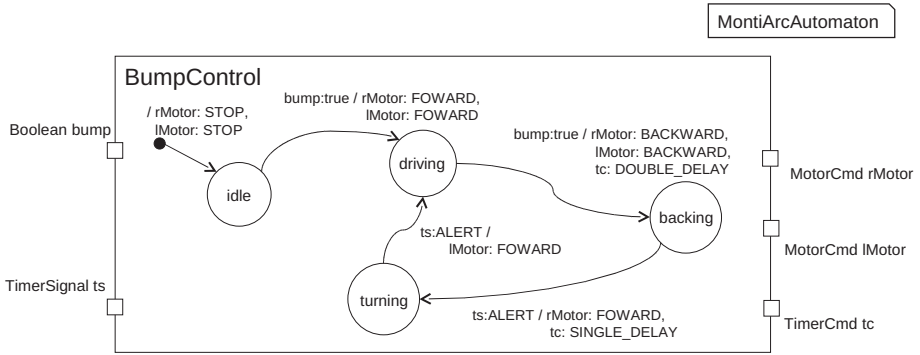 MontiArcAutomaton
BumpControl
/ rMotor: STOP,
lMotor: STOP
bump:true / rMotor: FOWARD,
lMotor: FOWARD
Boolean bump
bump:true / rMotor: BACKWARD,
lMotor: BACKWARD,
tc: DOUBLE_DELAY
driving
MotorCmd rMotor
idle
backing
ts:ALERT /
lMotor: FOWARD
MotorCmd lMotor
TimerSignal ts
turning
ts:ALERT / rMotor: FOWARD,
tc: SINGLE_DELAY
TimerCmd tc